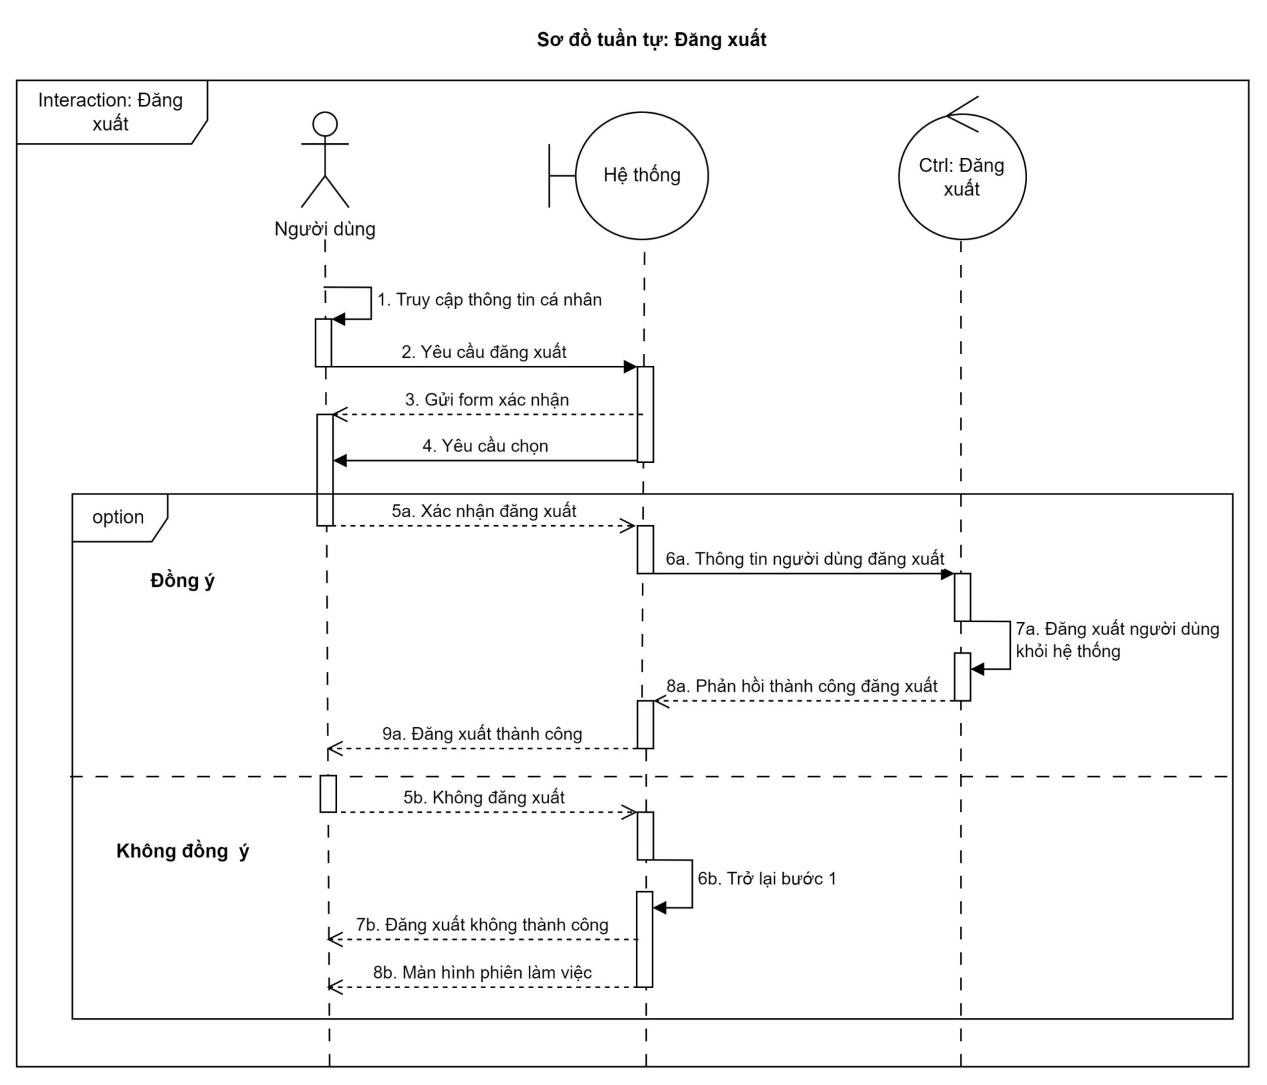 Sơ đồ tuần tự: Đăng xuất
Interaction: Đăng
xuất
Người dùng
Hệ thống
Ctrl: Đăng
xuất
1. Truy cập thông tin cá nhân
2. Yêu cầu đăng xuất
3. Gửi form xác nhận
4. Yêu cầu chọn
option
5a. Xác nhận đăng xuất
6a. Thông tin người dùng đăng xuất
Đồng ý
7a. Đăng xuất người dùng
khỏi hệ thống
8a. Phản hồi thành công đăng xuất
9a. Đăng xuất thành công
5b. Không đăng xuất
Không đồng ý
6b. Trở lại bước 1
7b. Đăng xuất không thành công
8b. Màn hình phiên làm việc